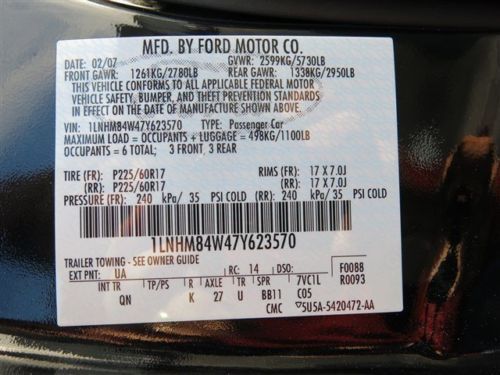 MFD. BY FORD MOTOR CO.
DATE: 02/07 GVWR: 2599KG/5730LB
FRONT GAWR: 1261KG/2780LB REAR GAWR: 1338KG/2950LB
THIS VEHICLE CONFORMS TO ALL APPLICABLE FEDERAL MOTOR
VEHICLE SAFETY, BUMPER, AND THEFT PREVENTION STANDARDS
IN EFFECT ON THE DATE OF MANUFACTURE SHOWN ABOVE.
VIN: 1LNHM84W47Y623570 TYPE: Passenger Car
MAXIMUM LOAD = OCCUPANTS + LUGGAGE = 498KG/1100LB
OCCUPANTS = 6 TOTAL; 3 FRONT, 3 REAR
TIRE (FR): P225/60R17 RIMS (FR): 17 X 7.0J
(RR): P225/60R17 (RR): 17 X 7.0J
PRESSURE (FR): 240 kPa/ 35 PSI COLD (RR): 240 kPa/ 35 PSI COLD
1LNHM84W47Y623570
TRAILER TOWING - SEE OWNER GUIDE
EXT PNT: UA RC: 14 DSO: F0088
R0093
INT TR TP/PS R AXLE TR SPR 7VC1L
QN K 27 U BB11 C05
CMC 5U5A-5420472-AA